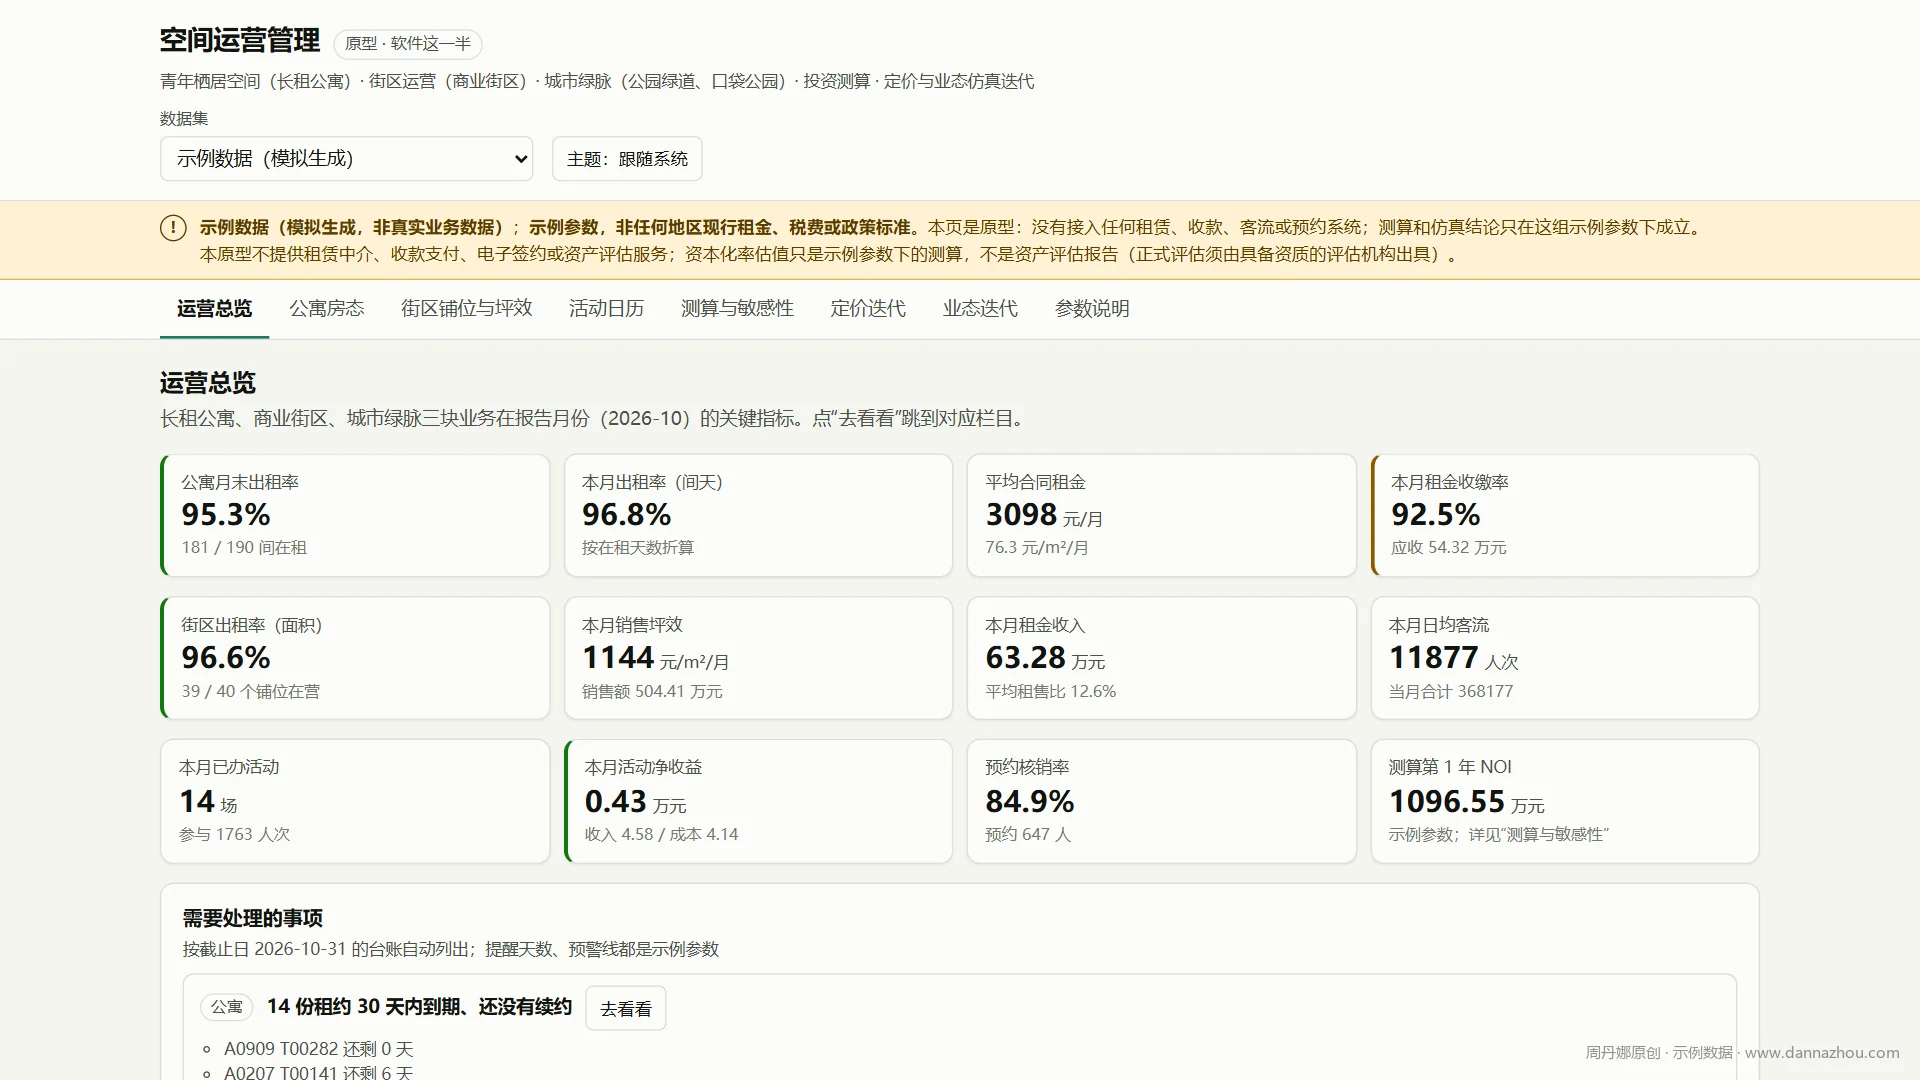 空间运营管理 原型 · 软件这一半
青年栖居空间（长租公寓）· 街区运营（商业街区）· 城市绿脉（公园绿道、口袋公园）· 投资测算 · 定价与业态仿真迭代
数据集
示例数据（模拟生成） 主题：跟随系统
示例数据（模拟生成，非真实业务数据）；示例参数，非任何地区现行租金、税费或政策标准。本页是原型：没有接入任何租赁、收款、客流或预约系统；测算和仿真结论只在这组示例参数下成立。
本原型不提供租赁中介、收款支付、电子签约或资产评估服务；资本化率估值只是示例参数下的测算，不是资产评估报告（正式评估须由具备资质的评估机构出具）。
运营总览 公寓房态 街区铺位与坪效 活动日历 测算与敏感性 定价迭代 业态迭代 参数说明
运营总览
长租公寓、商业街区、城市绿脉三块业务在报告月份（2026-10）的关键指标。点“去看看”跳到对应栏目。
公寓月末出租率
95.3%
181 / 190 间在租
本月出租率（间天）
96.8%
按在租天数折算
平均合同租金
3098 元/月
76.3 元/m²/月
本月租金收缴率
92.5%
应收 54.32 万元
街区出租率（面积）
96.6%
39 / 40 个铺位在营
本月销售坪效
1144 元/m²/月
销售额 504.41 万元
本月租金收入
63.28 万元
平均租售比 12.6%
本月日均客流
11877 人次
当月合计 368177
本月已办活动
14 场
参与 1763 人次
本月活动净收益
0.43 万元
收入 4.58 / 成本 4.14
预约核销率
84.9%
预约 647 人
测算第 1 年 NOI
1096.55 万元
示例参数；详见“测算与敏感性”
需要处理的事项
按截止日 2026-10-31 的台账自动列出；提醒天数、预警线都是示例参数
公寓 14 份租约 30 天内到期、还没有续约 去看看
A0909 T00282 还剩 0 天
A0207 T00141 还剩 6 天
周丹娜原创 · 示例数据 · www.dannazhou.com